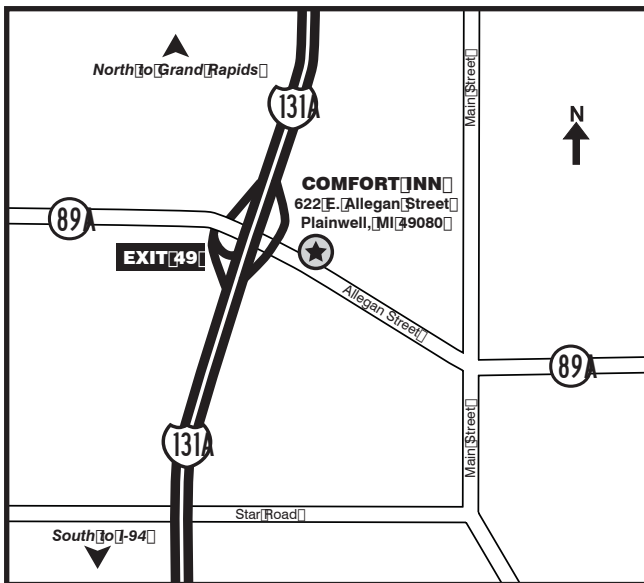 North to Grand Rapids
131A
Main Street
N
COMFORT INN
622 E. Allegan Street
Plainwell, MI 49080
89A
EXIT 49
Allegan Street
89A
131A
Main Street
Star Road
South to I-94